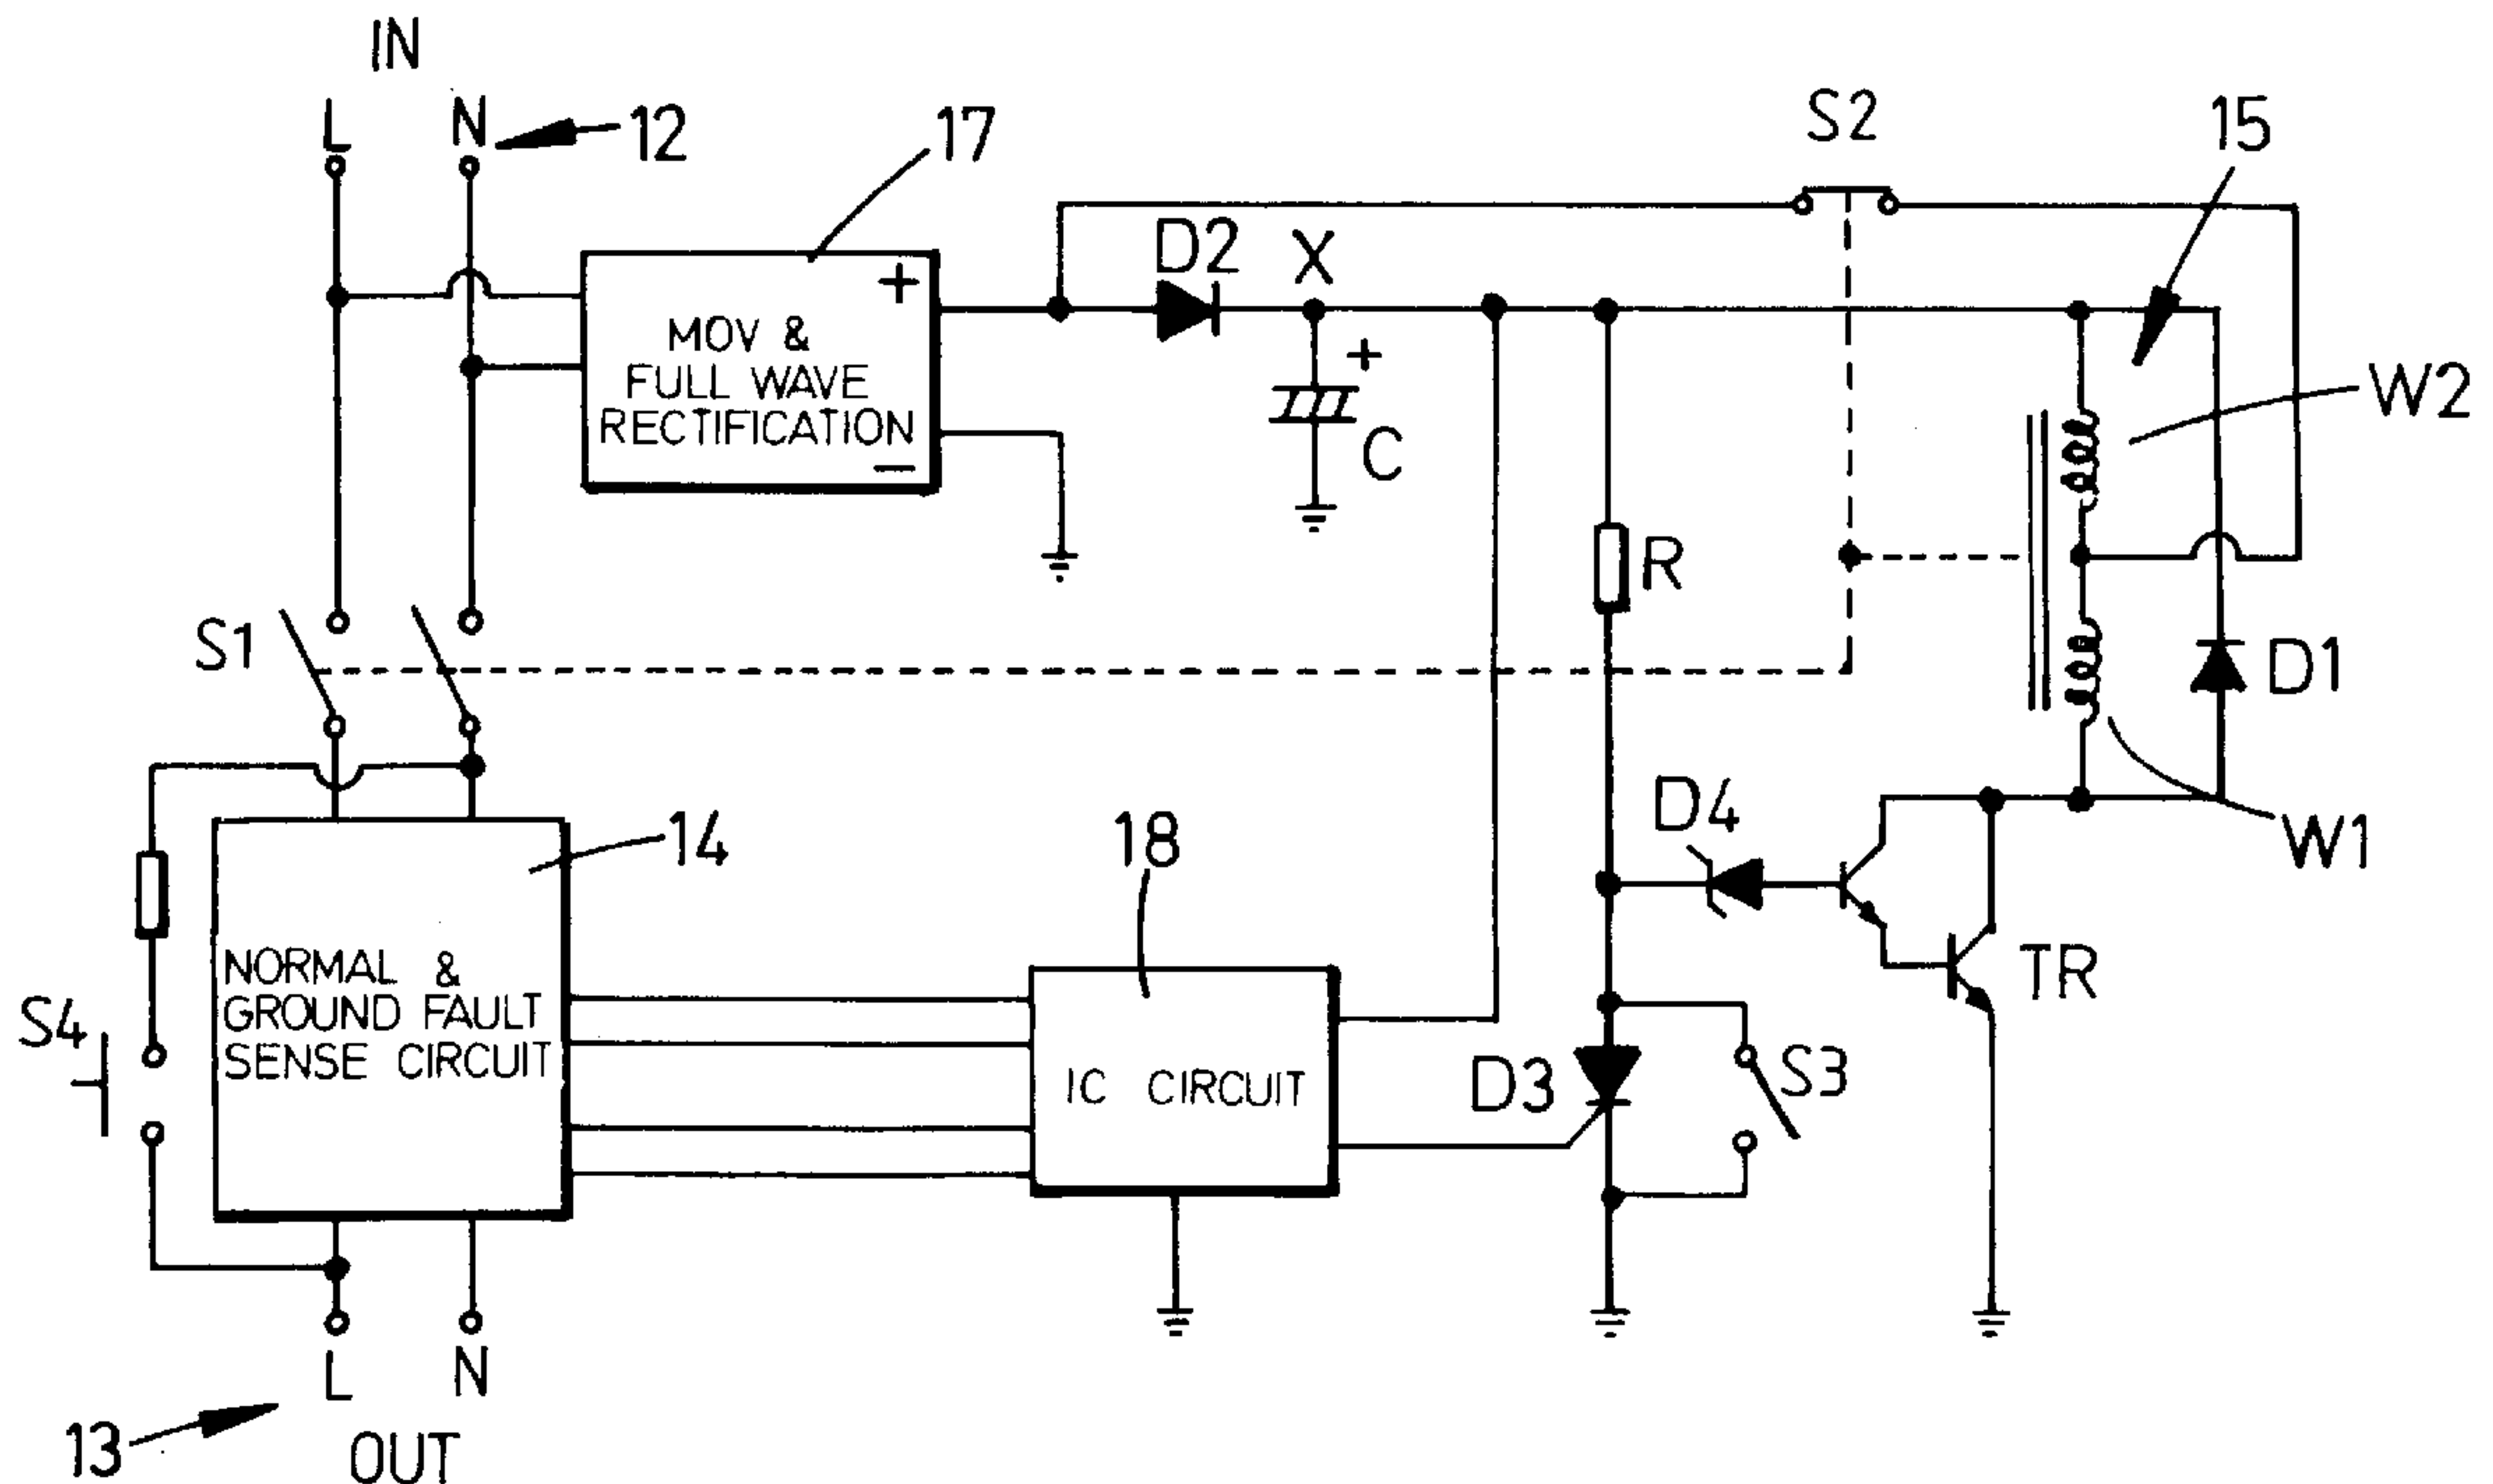 IN
L
N
12
17
S2
15
D2
X
+
MOV &
FULL WAVE
RECTIFICATION
−
+
C
W2
R
S1
D1
D4
14
18
W1
NORMAL &
GROUND FAULT
SENSE CIRCUIT
TR
S4
IC CIRCUIT
D3
S3
L
N
13
OUT